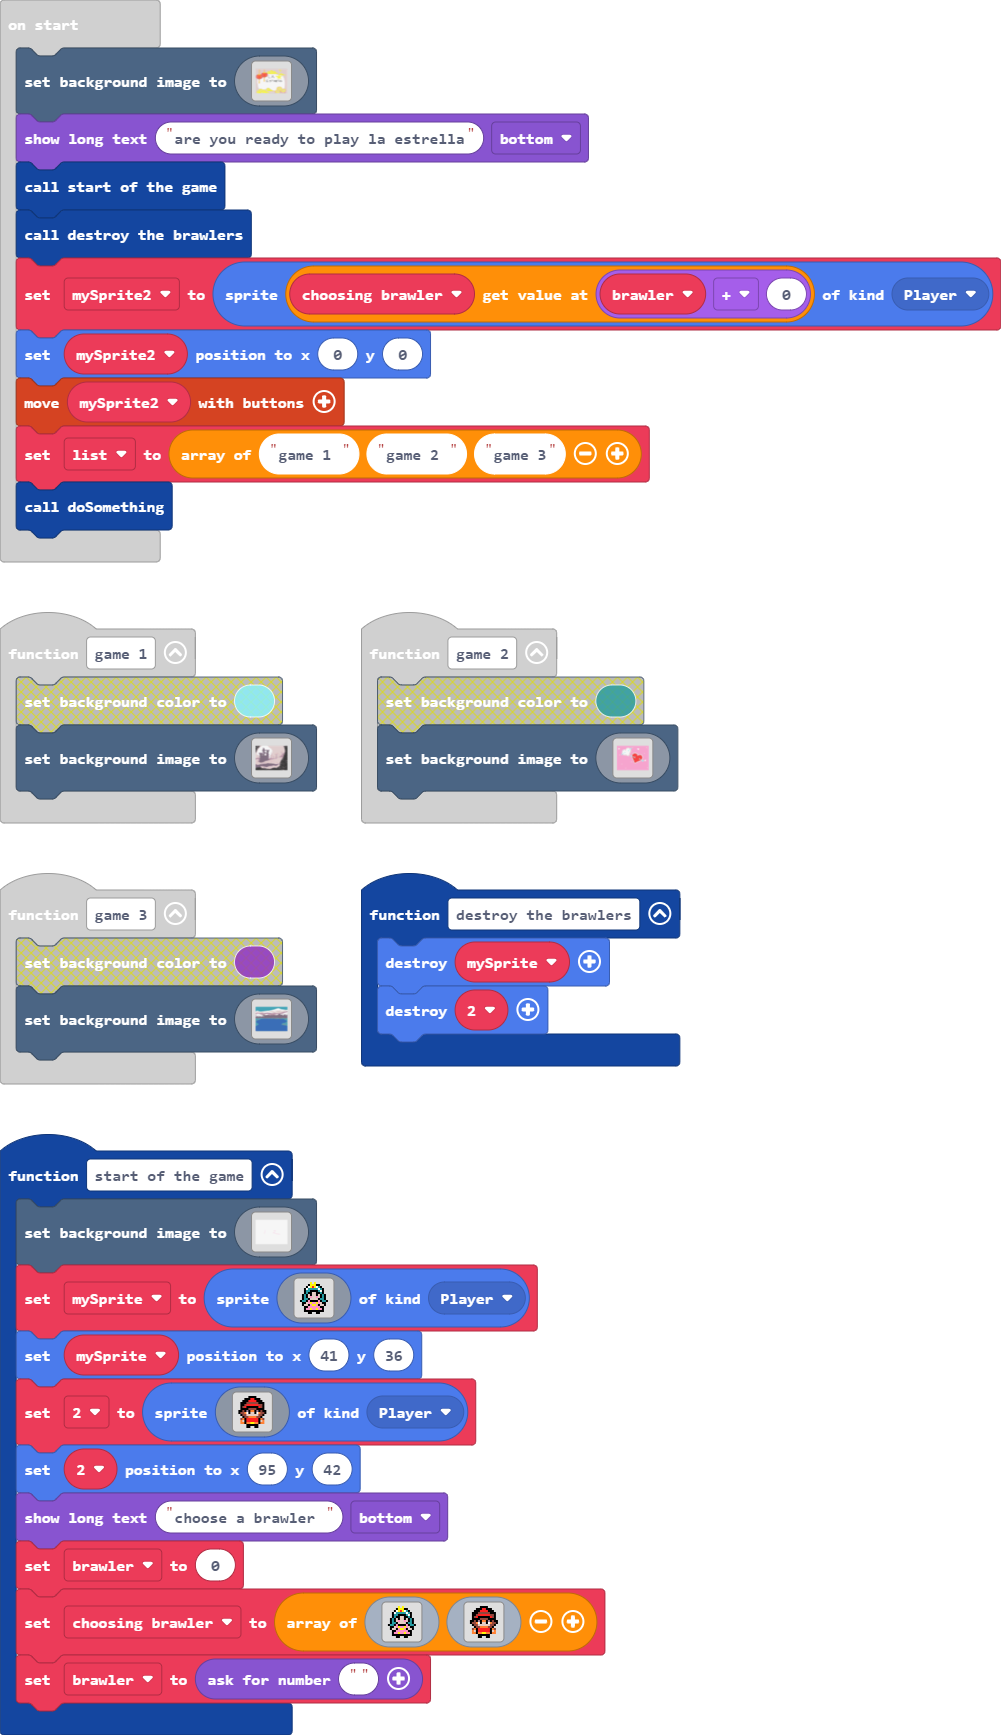 on start
set background image to
show long text "are you ready to play la estrella" bottom
call start of the game
call destroy the brawlers
set mySprite2 to sprite choosing brawler get value at brawler + 0 of kind Player
set mySprite2 position to x 0 y 0
move mySprite2 with buttons
set list to array of "game 1 " "game 2 " "game 3"
call doSomething
function game 1
set background color to
set background image to
function game 2
set background color to
set background image to
function game 3
set background color to
set background image to
function destroy the brawlers
destroy mySprite
destroy 2
function start of the game
set background image to
set mySprite to sprite of kind Player
set mySprite position to x 41 y 36
set 2 to sprite of kind Player
set 2 position to x 95 y 42
show long text "choose a brawler " bottom
set brawler to 0
set choosing brawler to array of
set brawler to ask for number " "